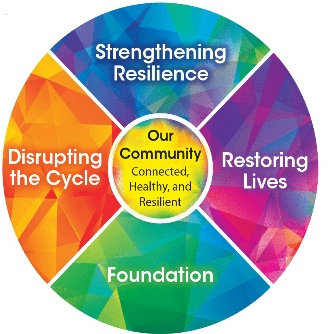 Strengthening
Resilience
Disrupting
the Cycle
Our
Community
Connected,
Healthy, and
Resilient
Restoring
Lives
Foundation